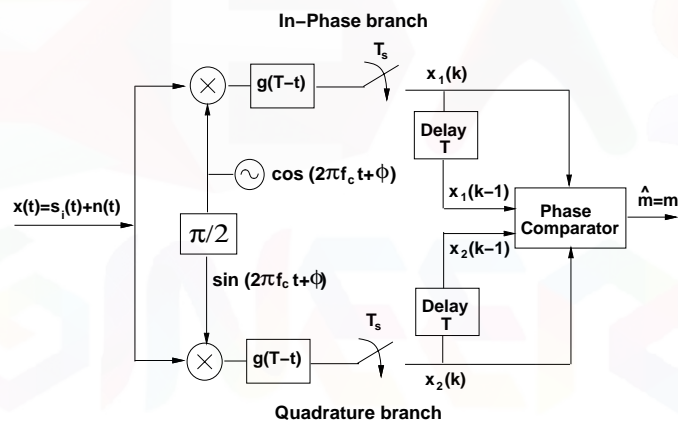 In-Phase branch
T_s
g(T-t)
x_1(k)
Delay
T
cos (2πf_c t+ϕ)
x_1(k-1)
x(t)=s_i(t)+n(t)
Phase
Comparator
m̂=m
π/2
x_2(k-1)
sin (2πf_c t+ϕ)
Delay
T
T_s
g(T-t)
x_2(k)
Quadrature branch